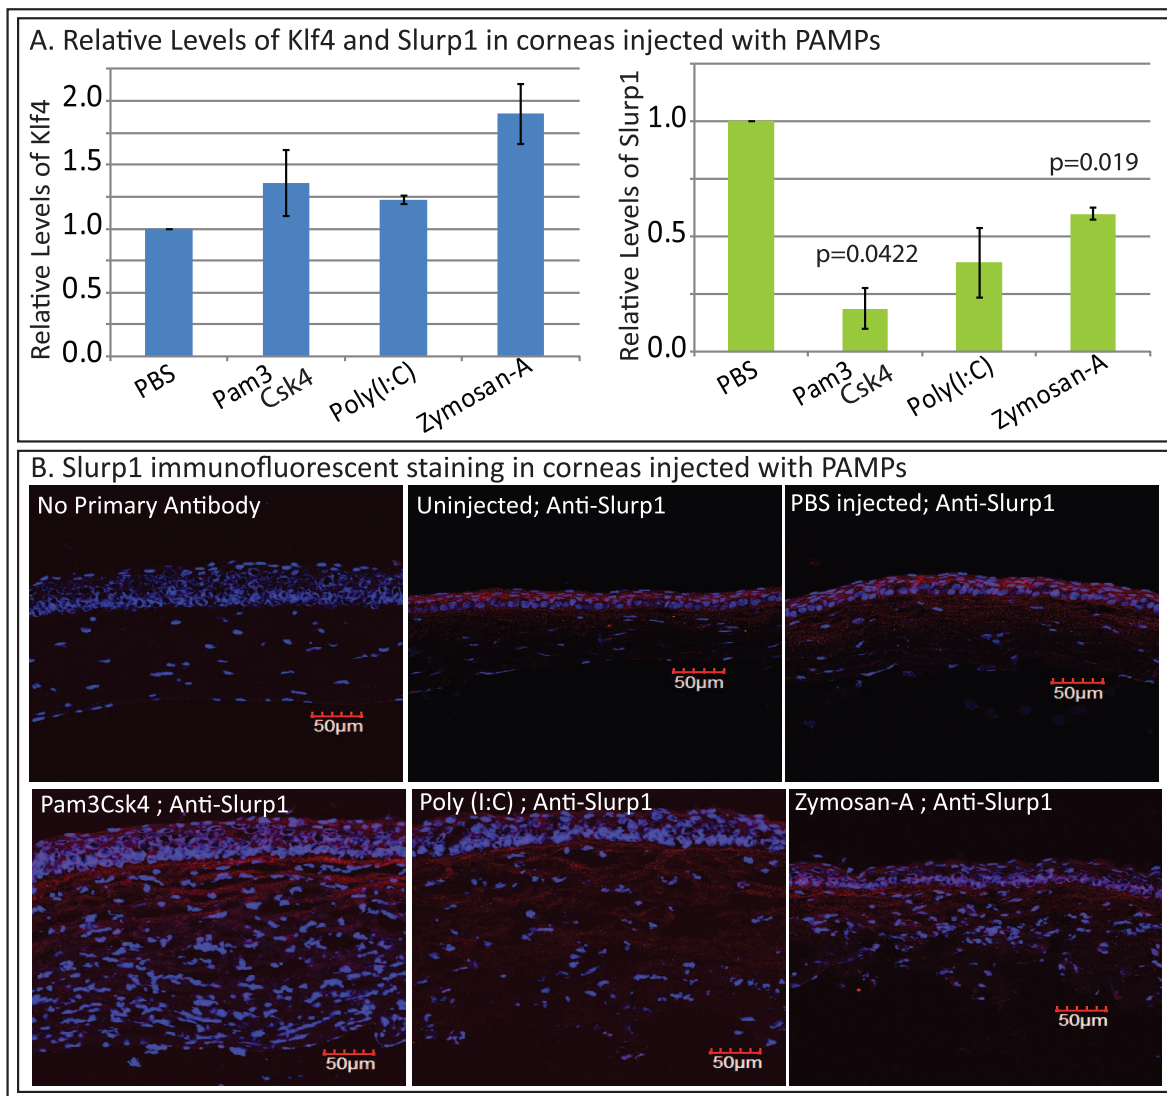 A. Relative Levels of Klf4 and Slurp1 in corneas injected with PAMPs
Relative Levels of Klf4
2.0
1.5
1.0
0.5
0.0
PBS
Pam3
Csk4
Poly(I:C)
Zymosan-A
Relative Levels of Slurp1
1.0
0.5
0.0
p=0.0422
p=0.019
PBS
Pam3
Csk4
Poly(I:C)
Zymosan-A
B. Slurp1 immunofluorescent staining in corneas injected with PAMPs
No Primary Antibody
50µm
Uninjected; Anti-Slurp1
50µm
PBS injected; Anti-Slurp1
50µm
Pam3Csk4 ; Anti-Slurp1
50µm
Poly (I:C) ; Anti-Slurp1
50µm
Zymosan-A ; Anti-Slurp1
50µm